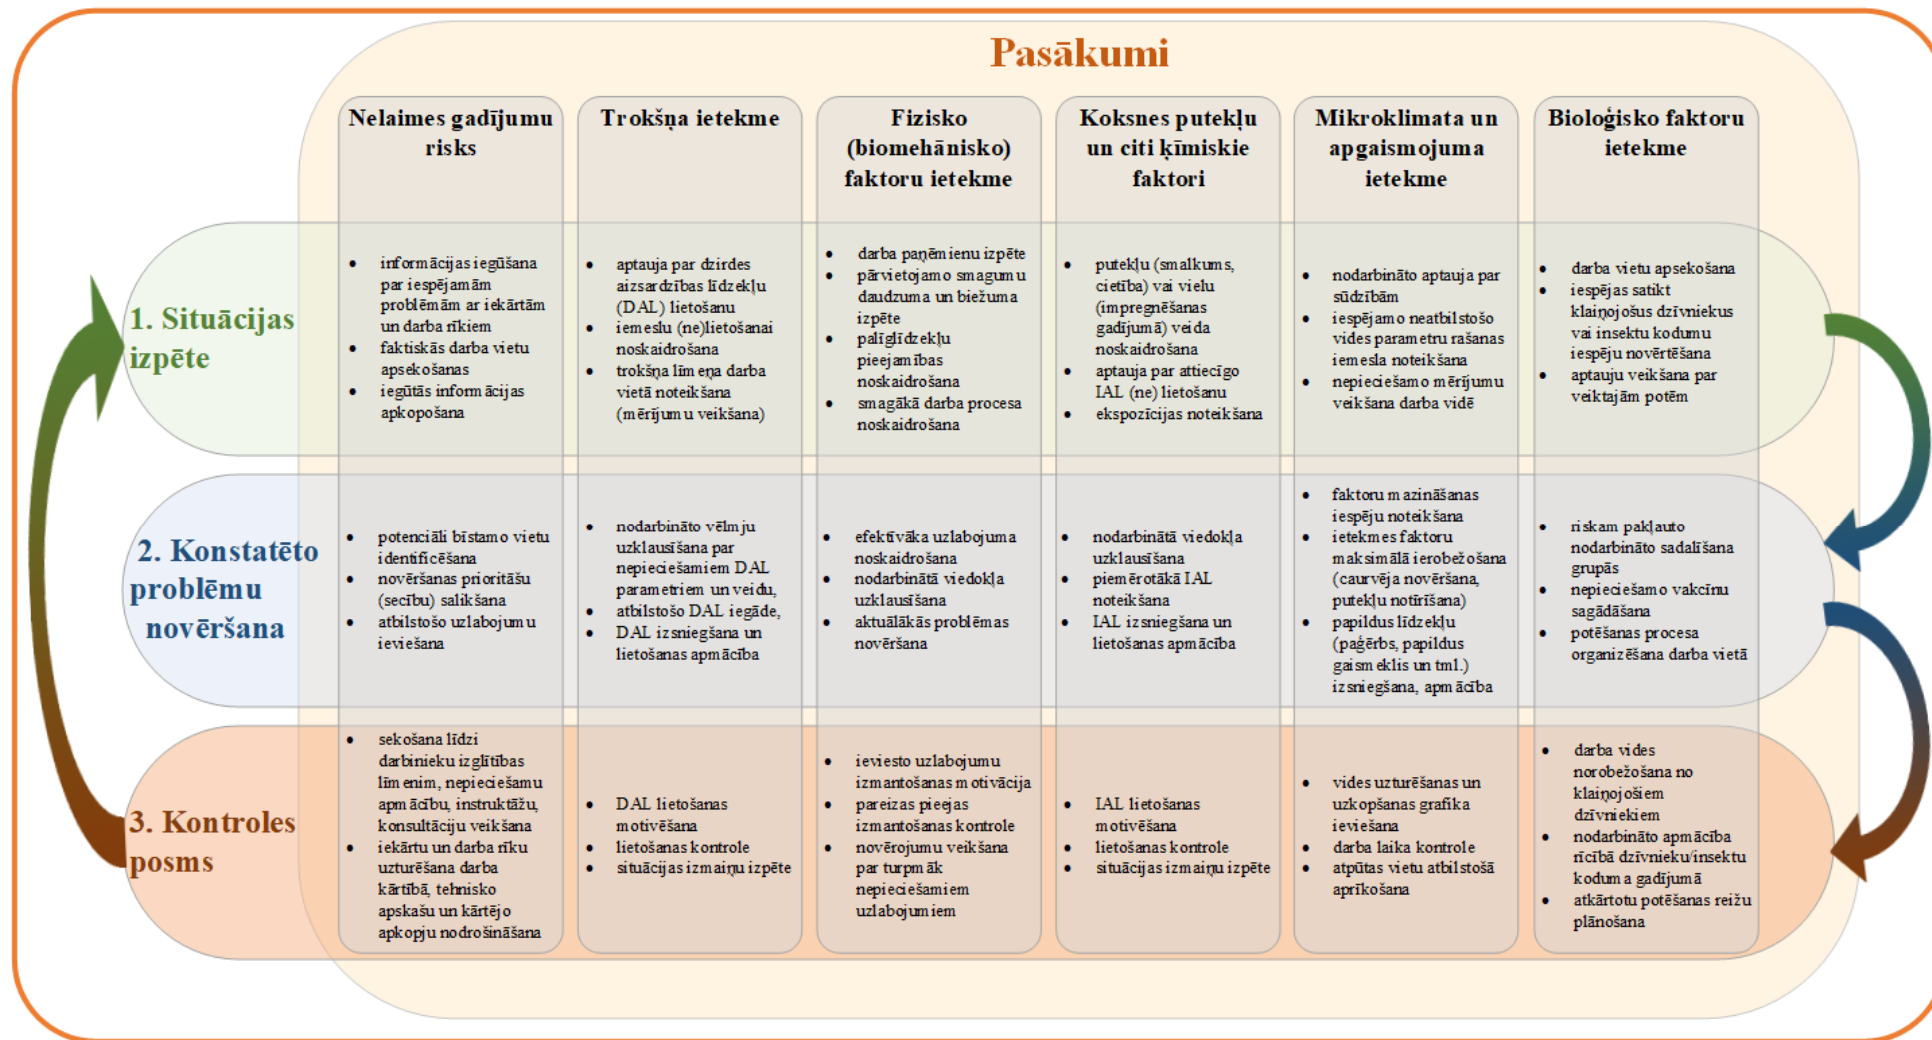 Pasākumi
Nelaimes gadījumu
risks
Trokšņa ietekme
Fizisko
(biomehānisko)
faktoru ietekme
Koksnes putekļu
un citi ķīmiskie
faktori
Mikroklimata un
apgaismojuma
ietekme
Bioloģisko faktoru
ietekme
1. Situācijas
izpēte
• informācijas iegūšana
par iespējamām
problēmām ar iekārtām
un darba rīkiem
• faktiskās darba vietu
apsekošanas
• iegūtās informācijas
apkopošana
• aptauja par dzirdes
aizsardzības līdzekļu
(DAL) lietošanu
• iemeslu (ne)lietošanai
noskaidrošana
• trokšņa līmeņa darba
vietā noteikšana
(mērījumu veikšana)
• darba paņēmienu izpēte
• pārvietojamo smagumu
daudzuma un biežuma
izpēte
• palīglīdzekļu
pieejamības
noskaidrošana
• smagākā darba procesa
noskaidrošana
• putekļu (smalkums,
cietība) vai vielu
(impregnēšanas
gadījumā) veida
noskaidrošana
• aptauja par attiecīgo
IAL (ne) lietošanu
• ekspozīcijas noteikšana
• nodarbināto aptauja par
sūdzībām
• iespējamo neatbilstošo
vides parametru rašanas
iemesla noteikšana
• nepieciešamo mērījumu
veikšana darba vidē
• darba vietu apsekošana
• iespējas satikt
klaiņojošus dzīvniekus
vai insektu kodumu
iespēju novērtēšana
• aptauju veikšana par
veiktajām potēm
2. Konstatēto
problēmu
novēršana
• potenciāli bīstamo vietu
identificēšana
• novēršanas prioritāšu
(secību) salikšana
• atbilstošo uzlabojumu
ieviešana
• nodarbināto vēlmju
uzklausīšana par
nepieciešamiem DAL
parametriem un veidu,
• atbilstošo DAL iegāde,
• DAL izsniegšana un
lietošanas apmācība
• efektīvāka uzlabojuma
noskaidrošana
• nodarbinātā viedokļa
uzklausīšana
• aktuālākās problēmas
novēršana
• nodarbinātā viedokļa
uzklausīšana
• piemērotākā IAL
noteikšana
• IAL izsniegšana un
lietošanas apmācība
• faktoru mazināšanas
iespēju noteikšana
• ietekmes faktoru
maksimālā ierobežošana
(caurvēja novēršana,
putekļu notīrīšana)
• papildus līdzekļu
(paģērbs, papildus
gaismeklis un tml.)
izsniegšana, apmācība
• riskam pakļauto
nodarbināto sadalīšana
grupās
• nepieciešamo vakcīnu
sagādāšana
• potēšanas procesa
organizēšana darba vietā
3. Kontroles
posms
• sekošana līdzi
darbinieku izglītības
līmenim, nepieciešamu
apmācību, instruktāžu,
konsultāciju veikšana
• iekārtu un darba rīku
uzturēšana darba
kārtībā, tehnisko
apskašu un kārtējo
apkopju nodrošināšana
• DAL lietošanas
motivēšana
• lietošanas kontrole
• situācijas izmaiņu izpēte
• ieviesto uzlabojumu
izmantošanas motivācija
• pareizas pieejas
izmantošanas kontrole
• novērojumu veikšana
par turpmāk
nepieciešamiem
uzlabojumiem
• IAL lietošanas
motivēšana
• lietošanas kontrole
• situācijas izmaiņu izpēte
• vides uzturēšanas un
uzkopšanas grafika
ieviešana
• darba laika kontrole
• atpūtas vietu atbilstošā
aprīkošana
• darba vides
norobežošana no
klaiņojošiem
dzīvniekiem
• nodarbināto apmācība
rīcībā dzīvnieku/insektu
koduma gadījumā
• atkārtotu potēšanas reižu
plānošana